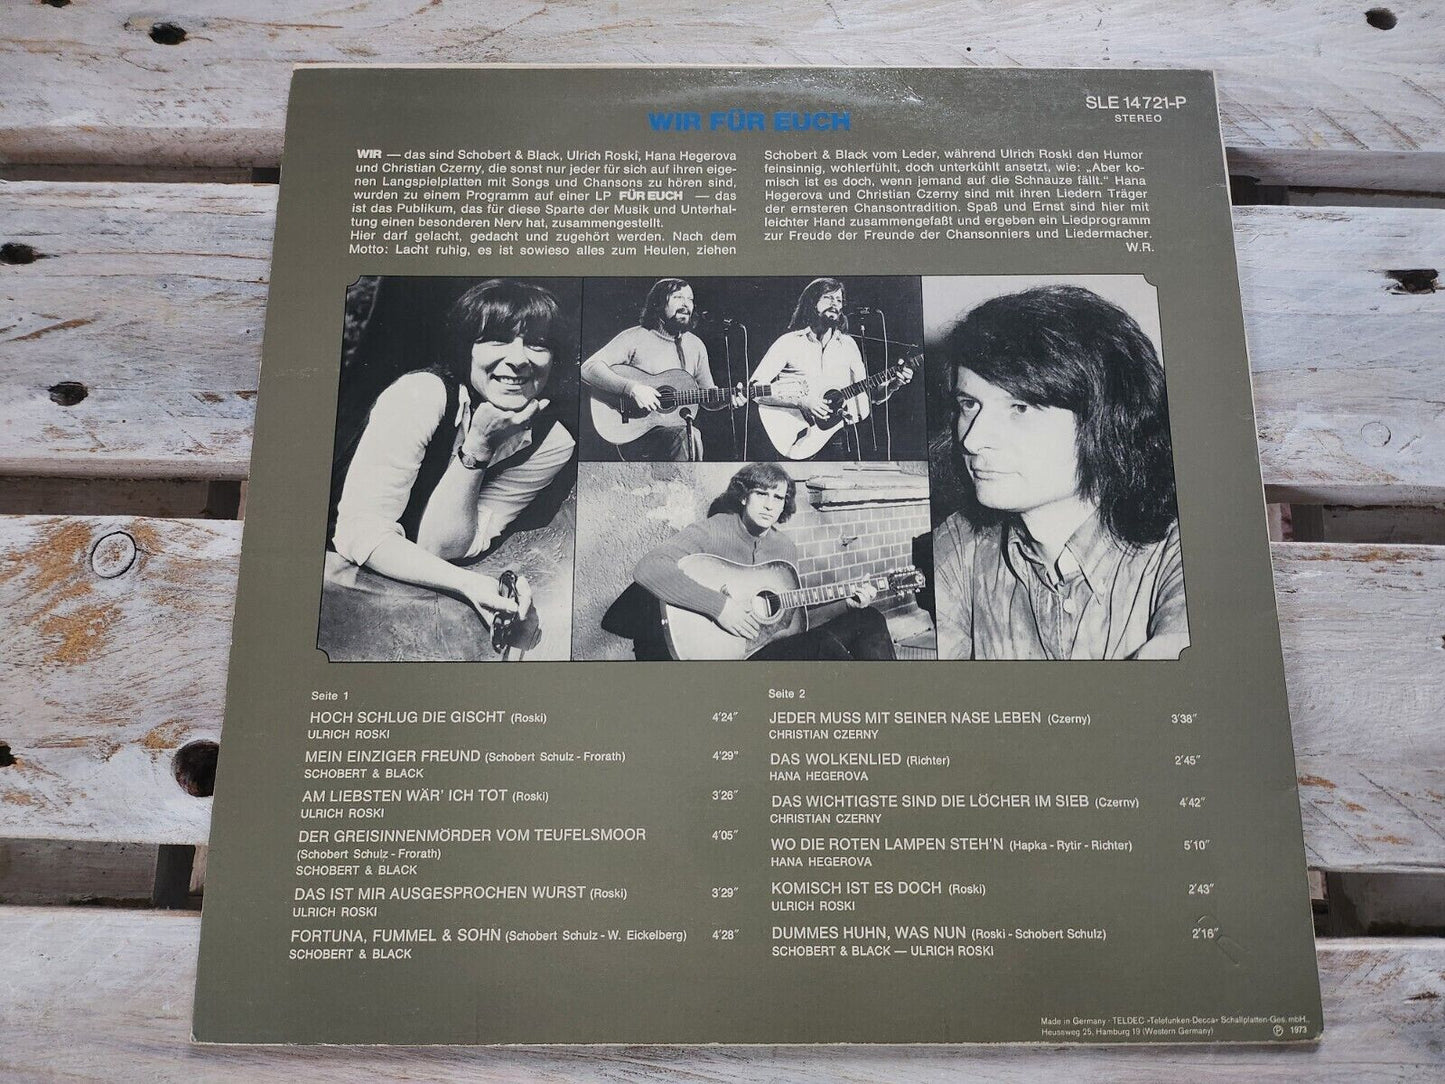 SLE 14721-P
STEREO
WIR FÜR EUCH
WIR — das sind Schobert & Black, Ulrich Roski, Hana Hegerova
und Christian Czerny, die sonst nur jeder für sich auf ihren eige-
nen Langspielplatten mit Songs und Chansons zu hören sind,
wurden zu einem Programm auf einer LP FÜR EUCH — das
ist das Publikum, das für diese Sparte der Musik und Unterhal-
tung einen besonderen Nerv hat, zusammengestellt.
Hier darf gelacht, gedacht und zugehört werden. Nach dem
Motto: Lacht ruhig, es ist sowieso alles zum Heulen, ziehen
Schobert & Black vom Leder, während Ulrich Roski den Humor
feinsinnig, wohlerfühlt, doch unterkühlt ansetzt, wie: „Aber ko-
misch ist es doch, wenn jemand auf die Schnauze fällt." Hana
Hegerova und Christian Czerny sind mit ihren Liedern Träger
der ernsteren Chansontradition. Spaß und Ernst sind hier mit
leichter Hand zusammengefaßt und ergeben ein Liedprogramm
zur Freude der Freunde der Chansonniers und Liedermacher.
W.R.
Seite 1
HOCH SCHLUG DIE GISCHT (Roski) 4'24"
ULRICH ROSKI
MEIN EINZIGER FREUND (Schobert Schulz - Frorath) 4'29"
SCHOBERT & BLACK
AM LIEBSTEN WÄR' ICH TOT (Roski) 3'26"
ULRICH ROSKI
DER GREISINNENMÖRDER VOM TEUFELSMOOR 4'05"
(Schobert Schulz - Frorath)
SCHOBERT & BLACK
DAS IST MIR AUSGESPROCHEN WURST (Roski) 3'29"
ULRICH ROSKI
FORTUNA, FUMMEL & SOHN (Schobert Schulz - W. Eickelberg) 4'28"
SCHOBERT & BLACK
Seite 2
JEDER MUSS MIT SEINER NASE LEBEN (Czerny) 3'38"
CHRISTIAN CZERNY
DAS WOLKENLIED (Richter) 2'45"
HANA HEGEROVA
DAS WICHTIGSTE SIND DIE LÖCHER IM SIEB (Czerny) 4'42"
CHRISTIAN CZERNY
WO DIE ROTEN LAMPEN STEH'N (Hapka - Rytir - Richter) 5'10"
HANA HEGEROVA
KOMISCH IST ES DOCH (Roski) 2'43"
ULRICH ROSKI
DUMMES HUHN, WAS NUN (Roski - Schobert Schulz) 2'16"
SCHOBERT & BLACK — ULRICH ROSKI
Made in Germany · TELDEC »Telefunken-Decca« Schallplatten-Ges. mbH.,
Heussweg 25, Hamburg 19 (Western Germany) Ⓟ 1973